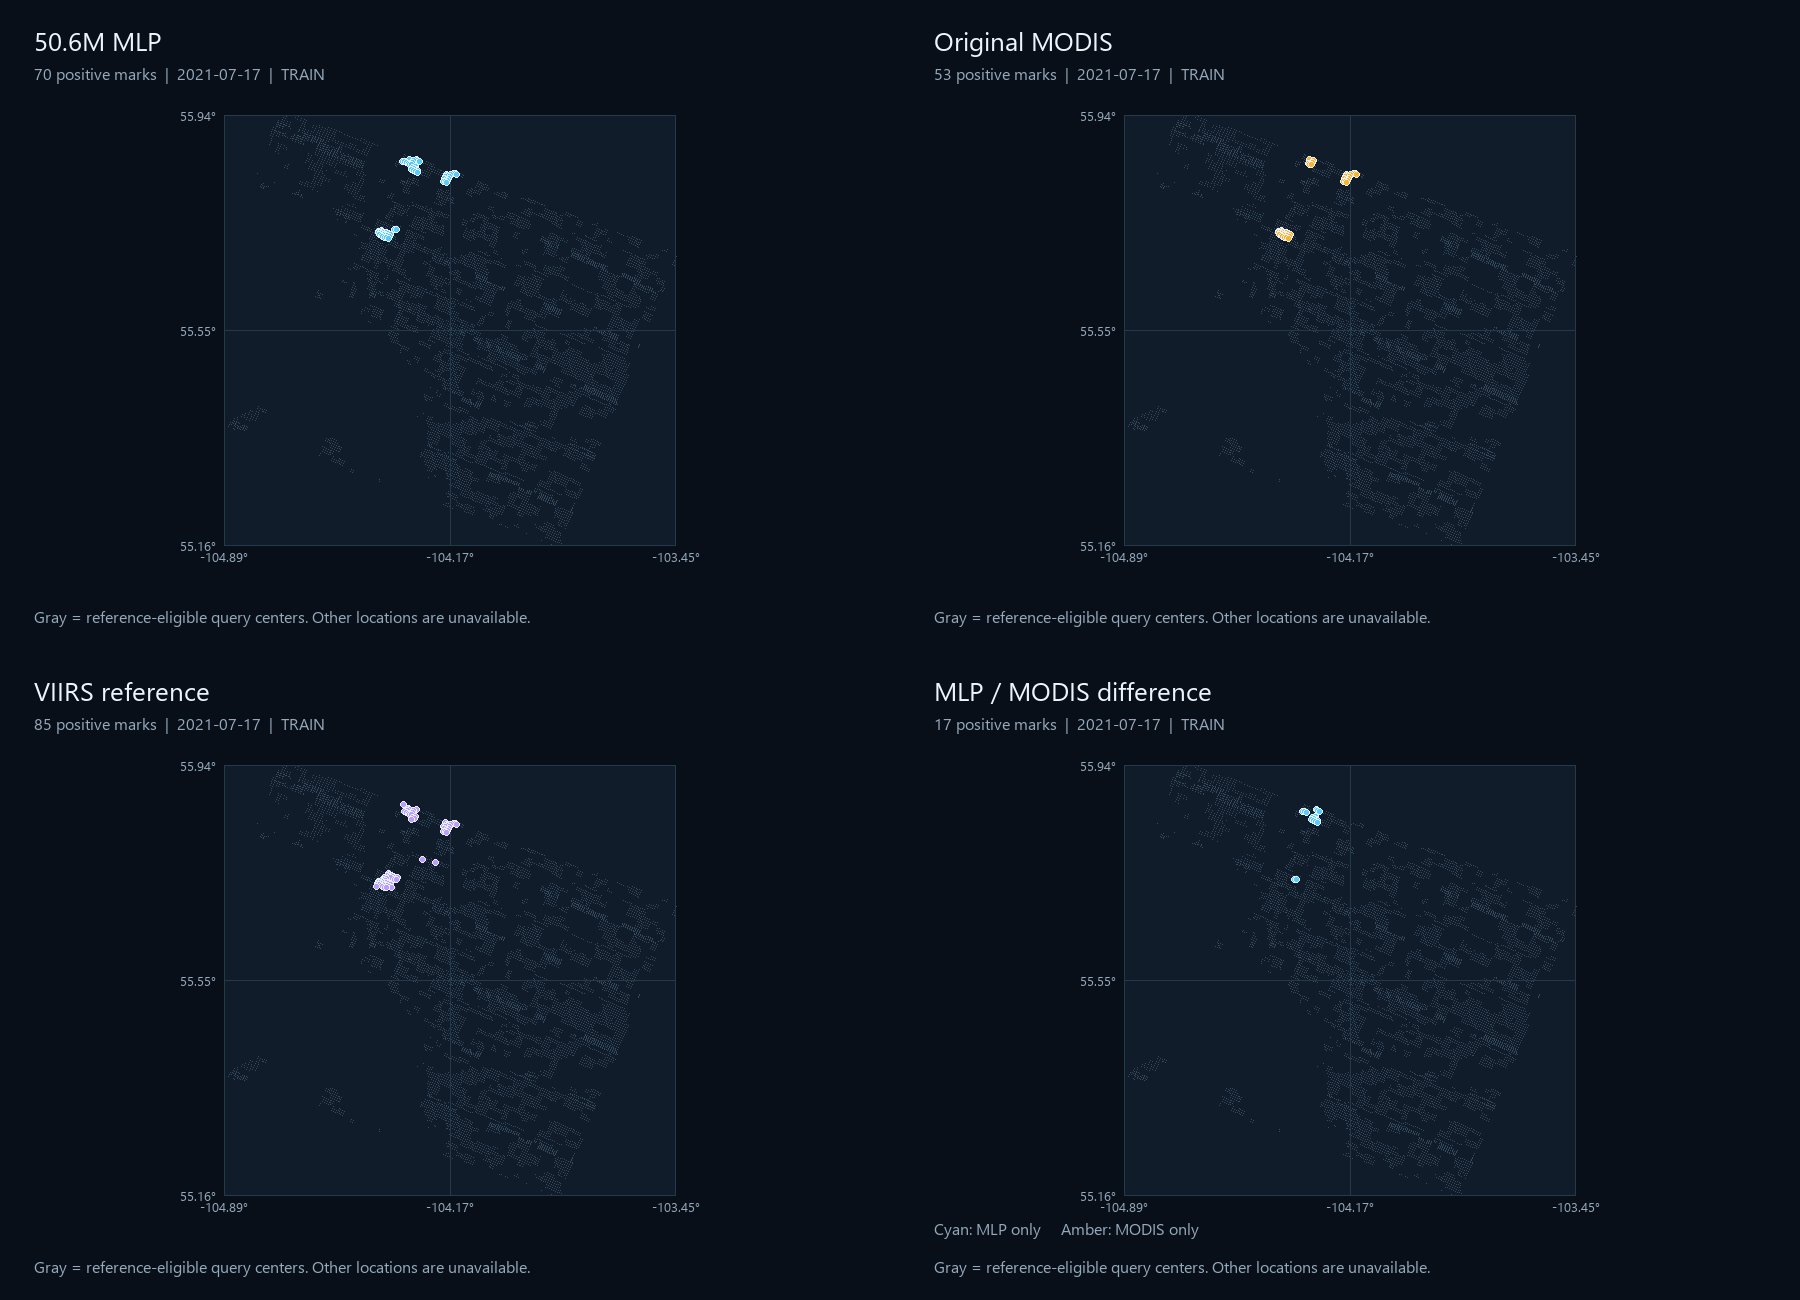 50.6M MLP
70 positive marks | 2021-07-17 | TRAIN
55.94°
55.55°
55.16°
-104.89°
-104.17°
-103.45°
Gray = reference-eligible query centers. Other locations are unavailable.
Original MODIS
53 positive marks | 2021-07-17 | TRAIN
55.94°
55.55°
55.16°
-104.89°
-104.17°
-103.45°
Gray = reference-eligible query centers. Other locations are unavailable.
VIIRS reference
85 positive marks | 2021-07-17 | TRAIN
55.94°
55.55°
55.16°
-104.89°
-104.17°
-103.45°
Gray = reference-eligible query centers. Other locations are unavailable.
MLP / MODIS difference
17 positive marks | 2021-07-17 | TRAIN
55.94°
55.55°
55.16°
-104.89°
-104.17°
-103.45°
Cyan: MLP only Amber: MODIS only
Gray = reference-eligible query centers. Other locations are unavailable.